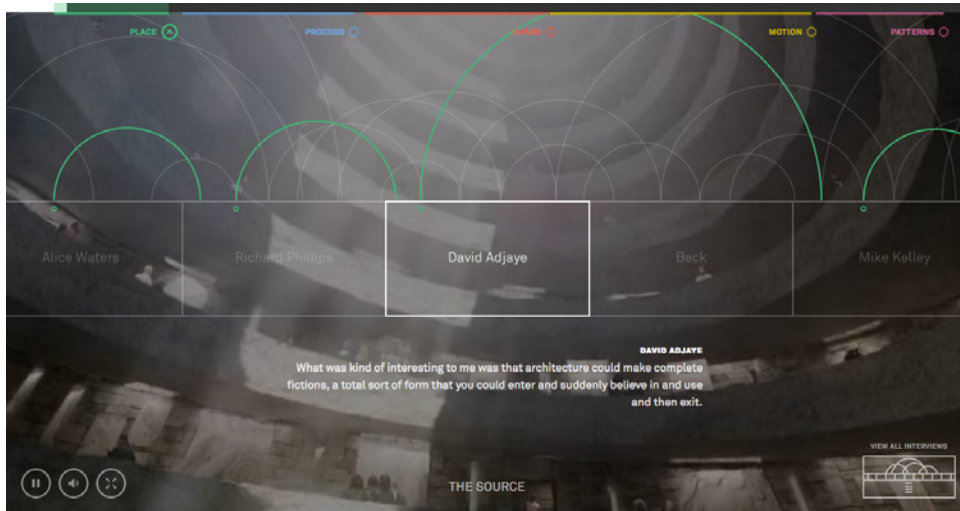 PLACE
PROCESS
MOTION
PATTERNS
Alice Waters
Richard Phillips
David Adjaye
Beck
Mike Kelley
DAVID ADJAYE
What was kind of interesting to me was that architecture could make complete
fictions, a total sort of form that you could enter and suddenly believe in and use
and then exit.
VIEW ALL INTERVIEWS
THE SOURCE